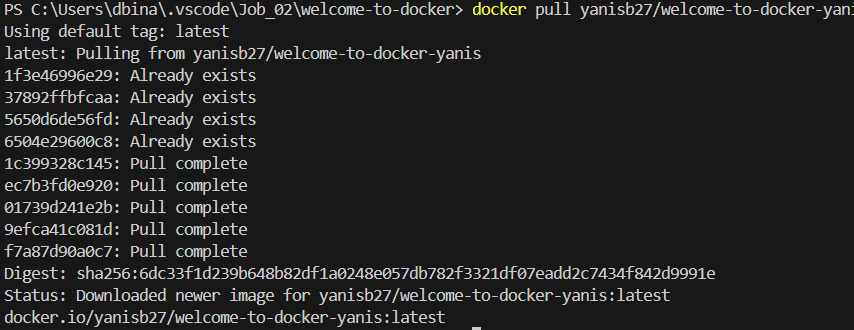 PS C:\Users\dbina\.vscode\Job_02\welcome-to-docker> docker pull yanisb27/welcome-to-docker-yani
Using default tag: latest
latest: Pulling from yanisb27/welcome-to-docker-yanis
1f3e46996e29: Already exists
37892ffbfcaa: Already exists
5650d6de56fd: Already exists
6504e29600c8: Already exists
1c399328c145: Pull complete
ec7b3fd0e920: Pull complete
01739d241e2b: Pull complete
9efca41c081d: Pull complete
f7a87d90a0c7: Pull complete
Digest: sha256:6dc33f1d239b648b82df1a0248e057db782f3321df07eadd2c7434f842d9991e
Status: Downloaded newer image for yanisb27/welcome-to-docker-yanis:latest
docker.io/yanisb27/welcome-to-docker-yanis:latest